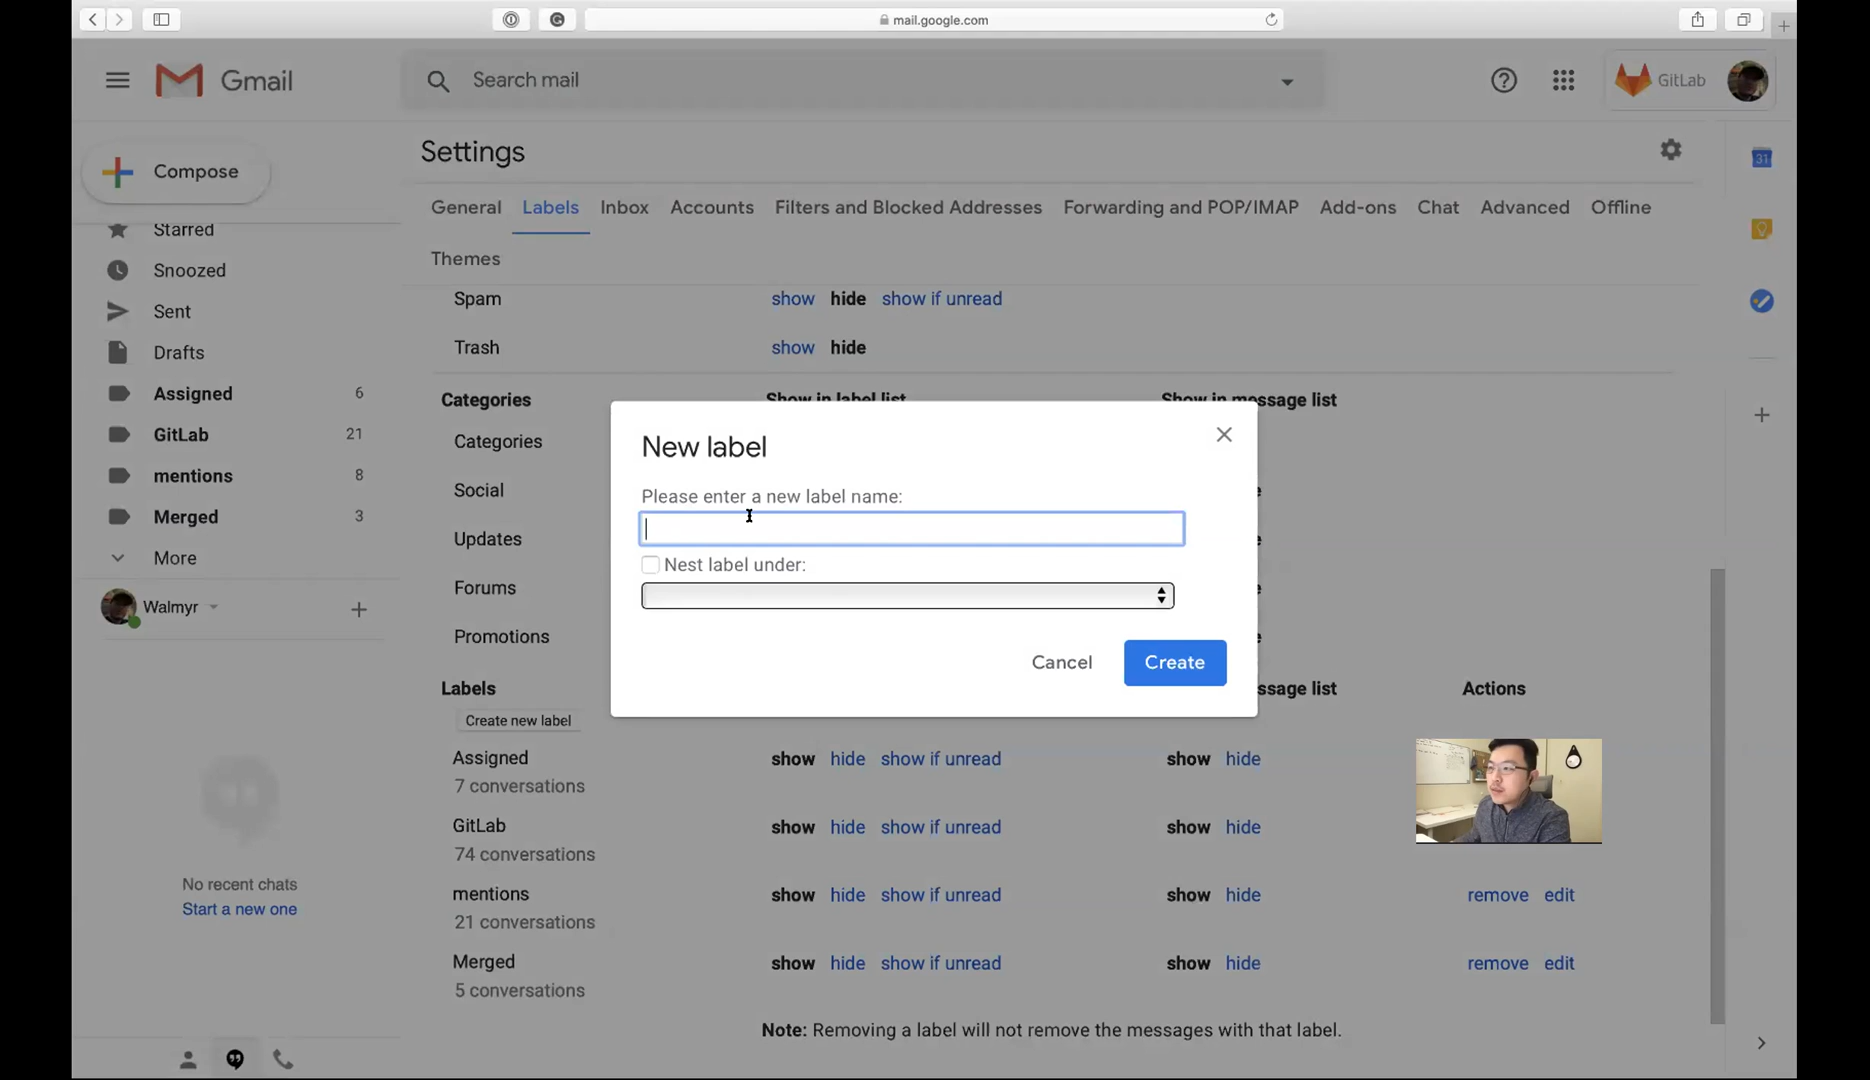 mail.google.com
Gmail
Search mail
GitLab
Compose
Settings
31
General Labels Inbox Accounts Filters and Blocked Addresses Forwarding and POP/IMAP Add-ons Chat Advanced Offline
Themes
Starred
Snoozed
Sent
Drafts
Assigned 6
GitLab 21
mentions 8
Merged 3
More
Walmyr
No recent chats
Start a new one
Spam show hide show if unread
Trash show hide
Categories Show in label list Show in message list
Categories
Social
Updates
Forums
Promotions
New label
Please enter a new label name:
Nest label under:
Cancel Create
Labels ssage list Actions
Create new label
Assigned show hide show if unread show hide
7 conversations
GitLab show hide show if unread show hide
74 conversations
mentions show hide show if unread show hide remove edit
21 conversations
Merged show hide show if unread show hide remove edit
5 conversations
Note: Removing a label will not remove the messages with that label.